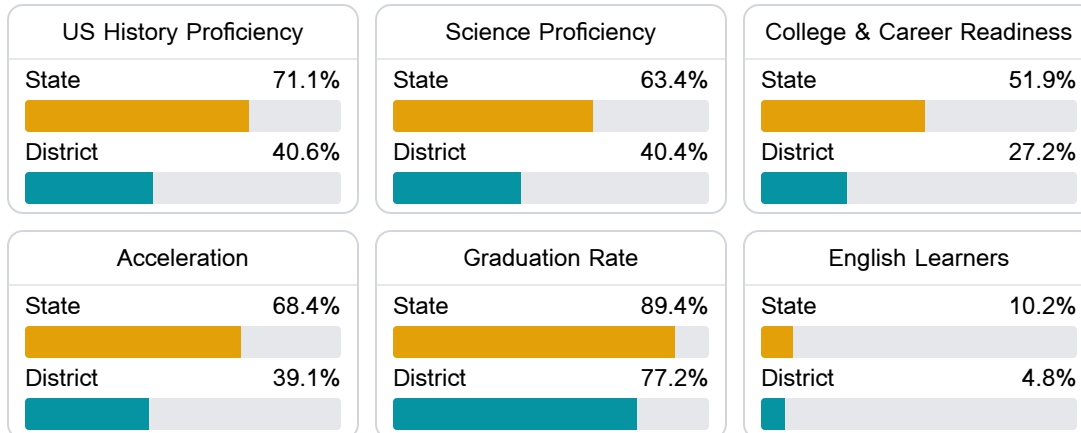 US History Proficiency
State 71.1%
District 40.6%
Science Proficiency
State 63.4%
District 40.4%
College & Career Readiness
State 51.9%
District 27.2%
Acceleration
State 68.4%
District 39.1%
Graduation Rate
State 89.4%
District 77.2%
English Learners
State 10.2%
District 4.8%